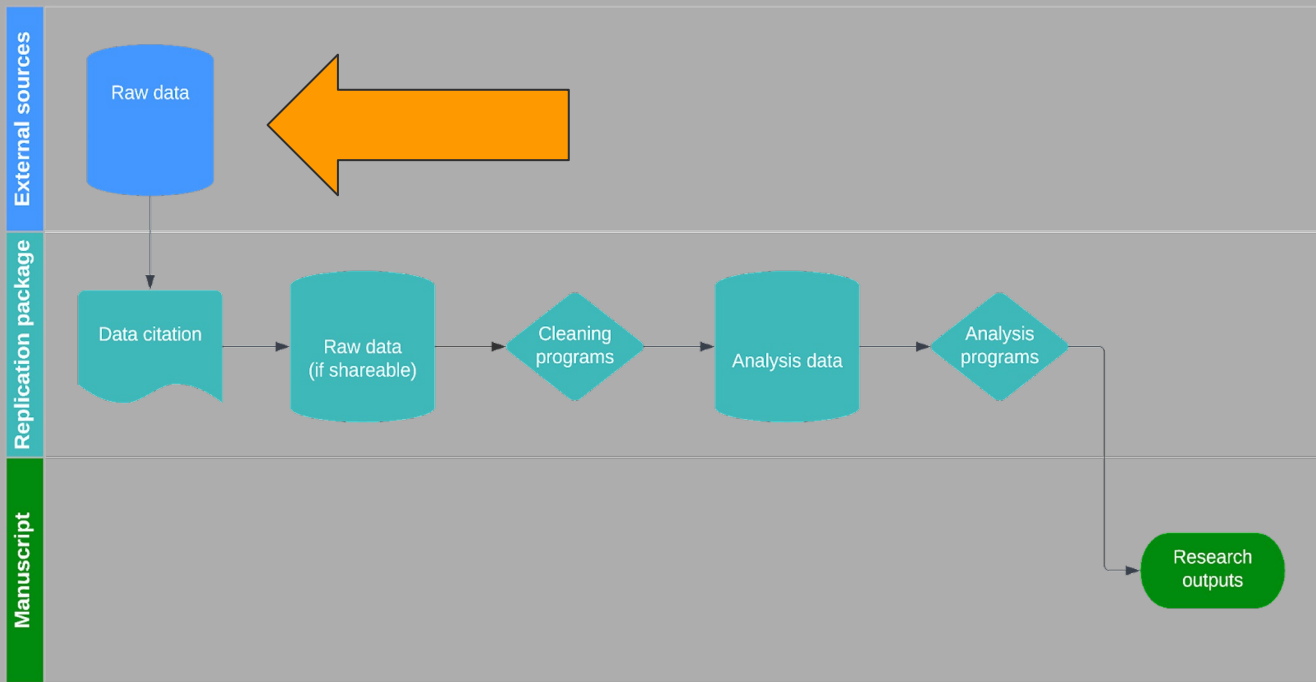 External sources
Raw data
Replication package
Data citation
Raw data
(if shareable)
Cleaning
programs
Analysis data
Analysis
programs
Manuscript
Research
outputs